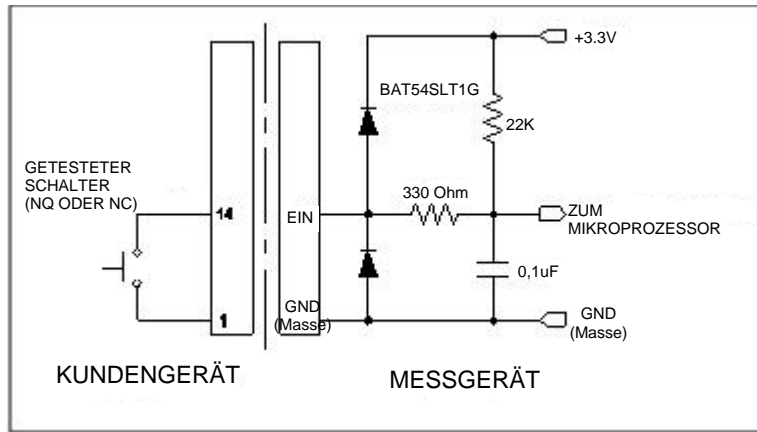 +3.3V
BAT54SLT1G
22K
GETESTETER
SCHALTER
(NQ ODER NC)
330 Ohm
14
EIN
ZUM
MIKROPROZESSOR
0,1uF
1
GND
(Masse)
GND
(Masse)
KUNDENGERÄT
MESSGERÄT